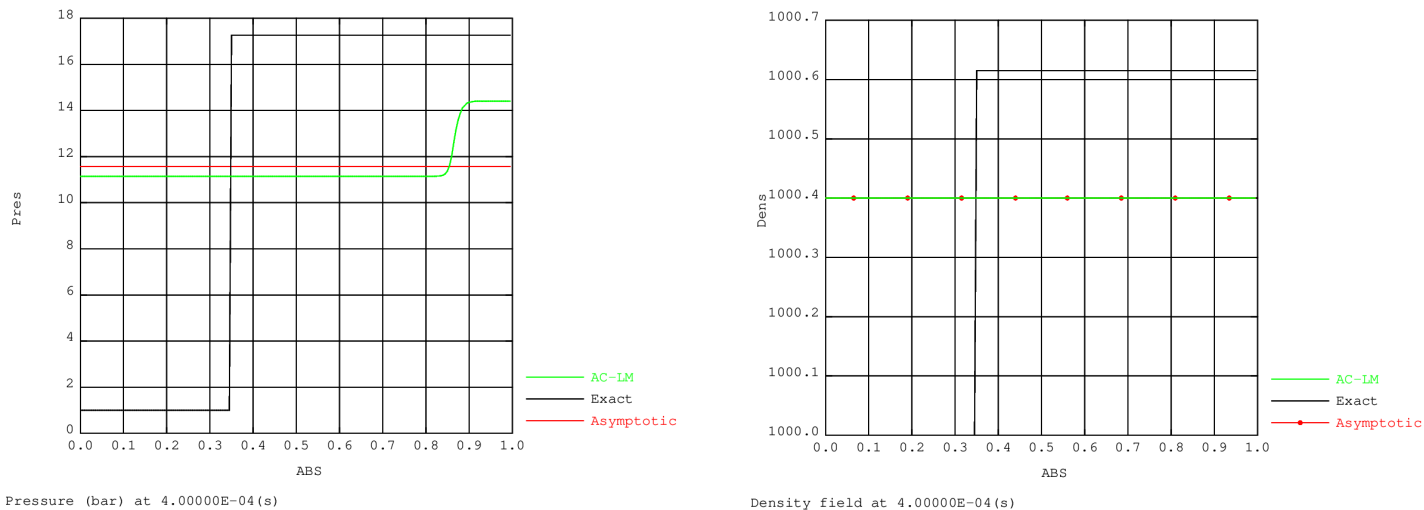 18
16
14
12
10
8
6
4
2
0
Pres
0.0 0.1 0.2 0.3 0.4 0.5 0.6 0.7 0.8 0.9 1.0
ABS
AC-LM
Exact
Asymptotic
Pressure (bar) at 4.00000E-04(s)
1000.7
1000.6
1000.5
1000.4
1000.3
1000.2
1000.1
1000.0
Dens
0.0 0.1 0.2 0.3 0.4 0.5 0.6 0.7 0.8 0.9 1.0
ABS
AC-LM
Exact
Asymptotic
Density field at 4.00000E-04(s)